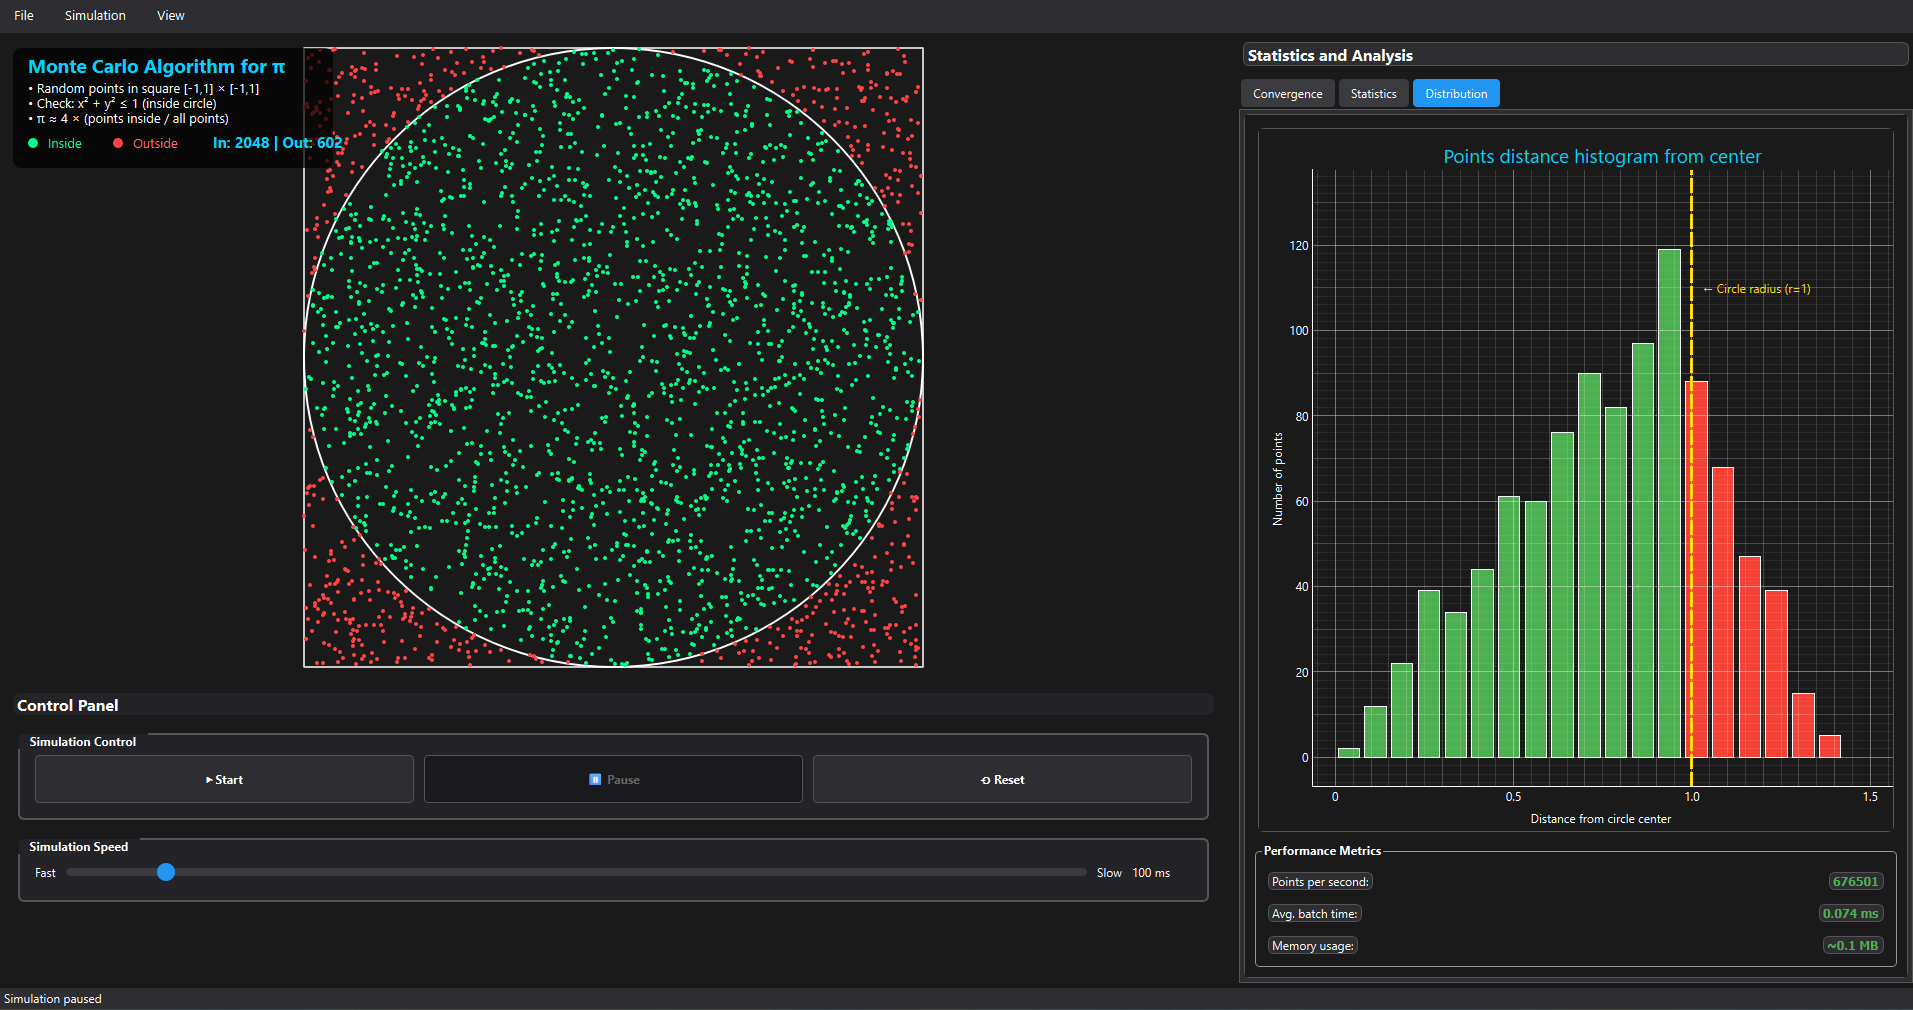 File Simulation View
Monte Carlo Algorithm for π
• Random points in square [-1,1] × [-1,1]
• Check: x² + y² ≤ 1 (inside circle)
• π ≈ 4 × (points inside / all points)
Inside Outside In: 2048 | Out: 602
Control Panel
Simulation Control
Start Pause Reset
Simulation Speed
Fast Slow 100 ms
Simulation paused
Statistics and Analysis
Convergence Statistics Distribution
Points distance histogram from center
← Circle radius (r=1)
Number of points
120
100
80
60
40
20
0
0 0.5 1.0 1.5
Distance from circle center
Performance Metrics
Points per second: 676501
Avg. batch time: 0.074 ms
Memory usage: ~0.1 MB